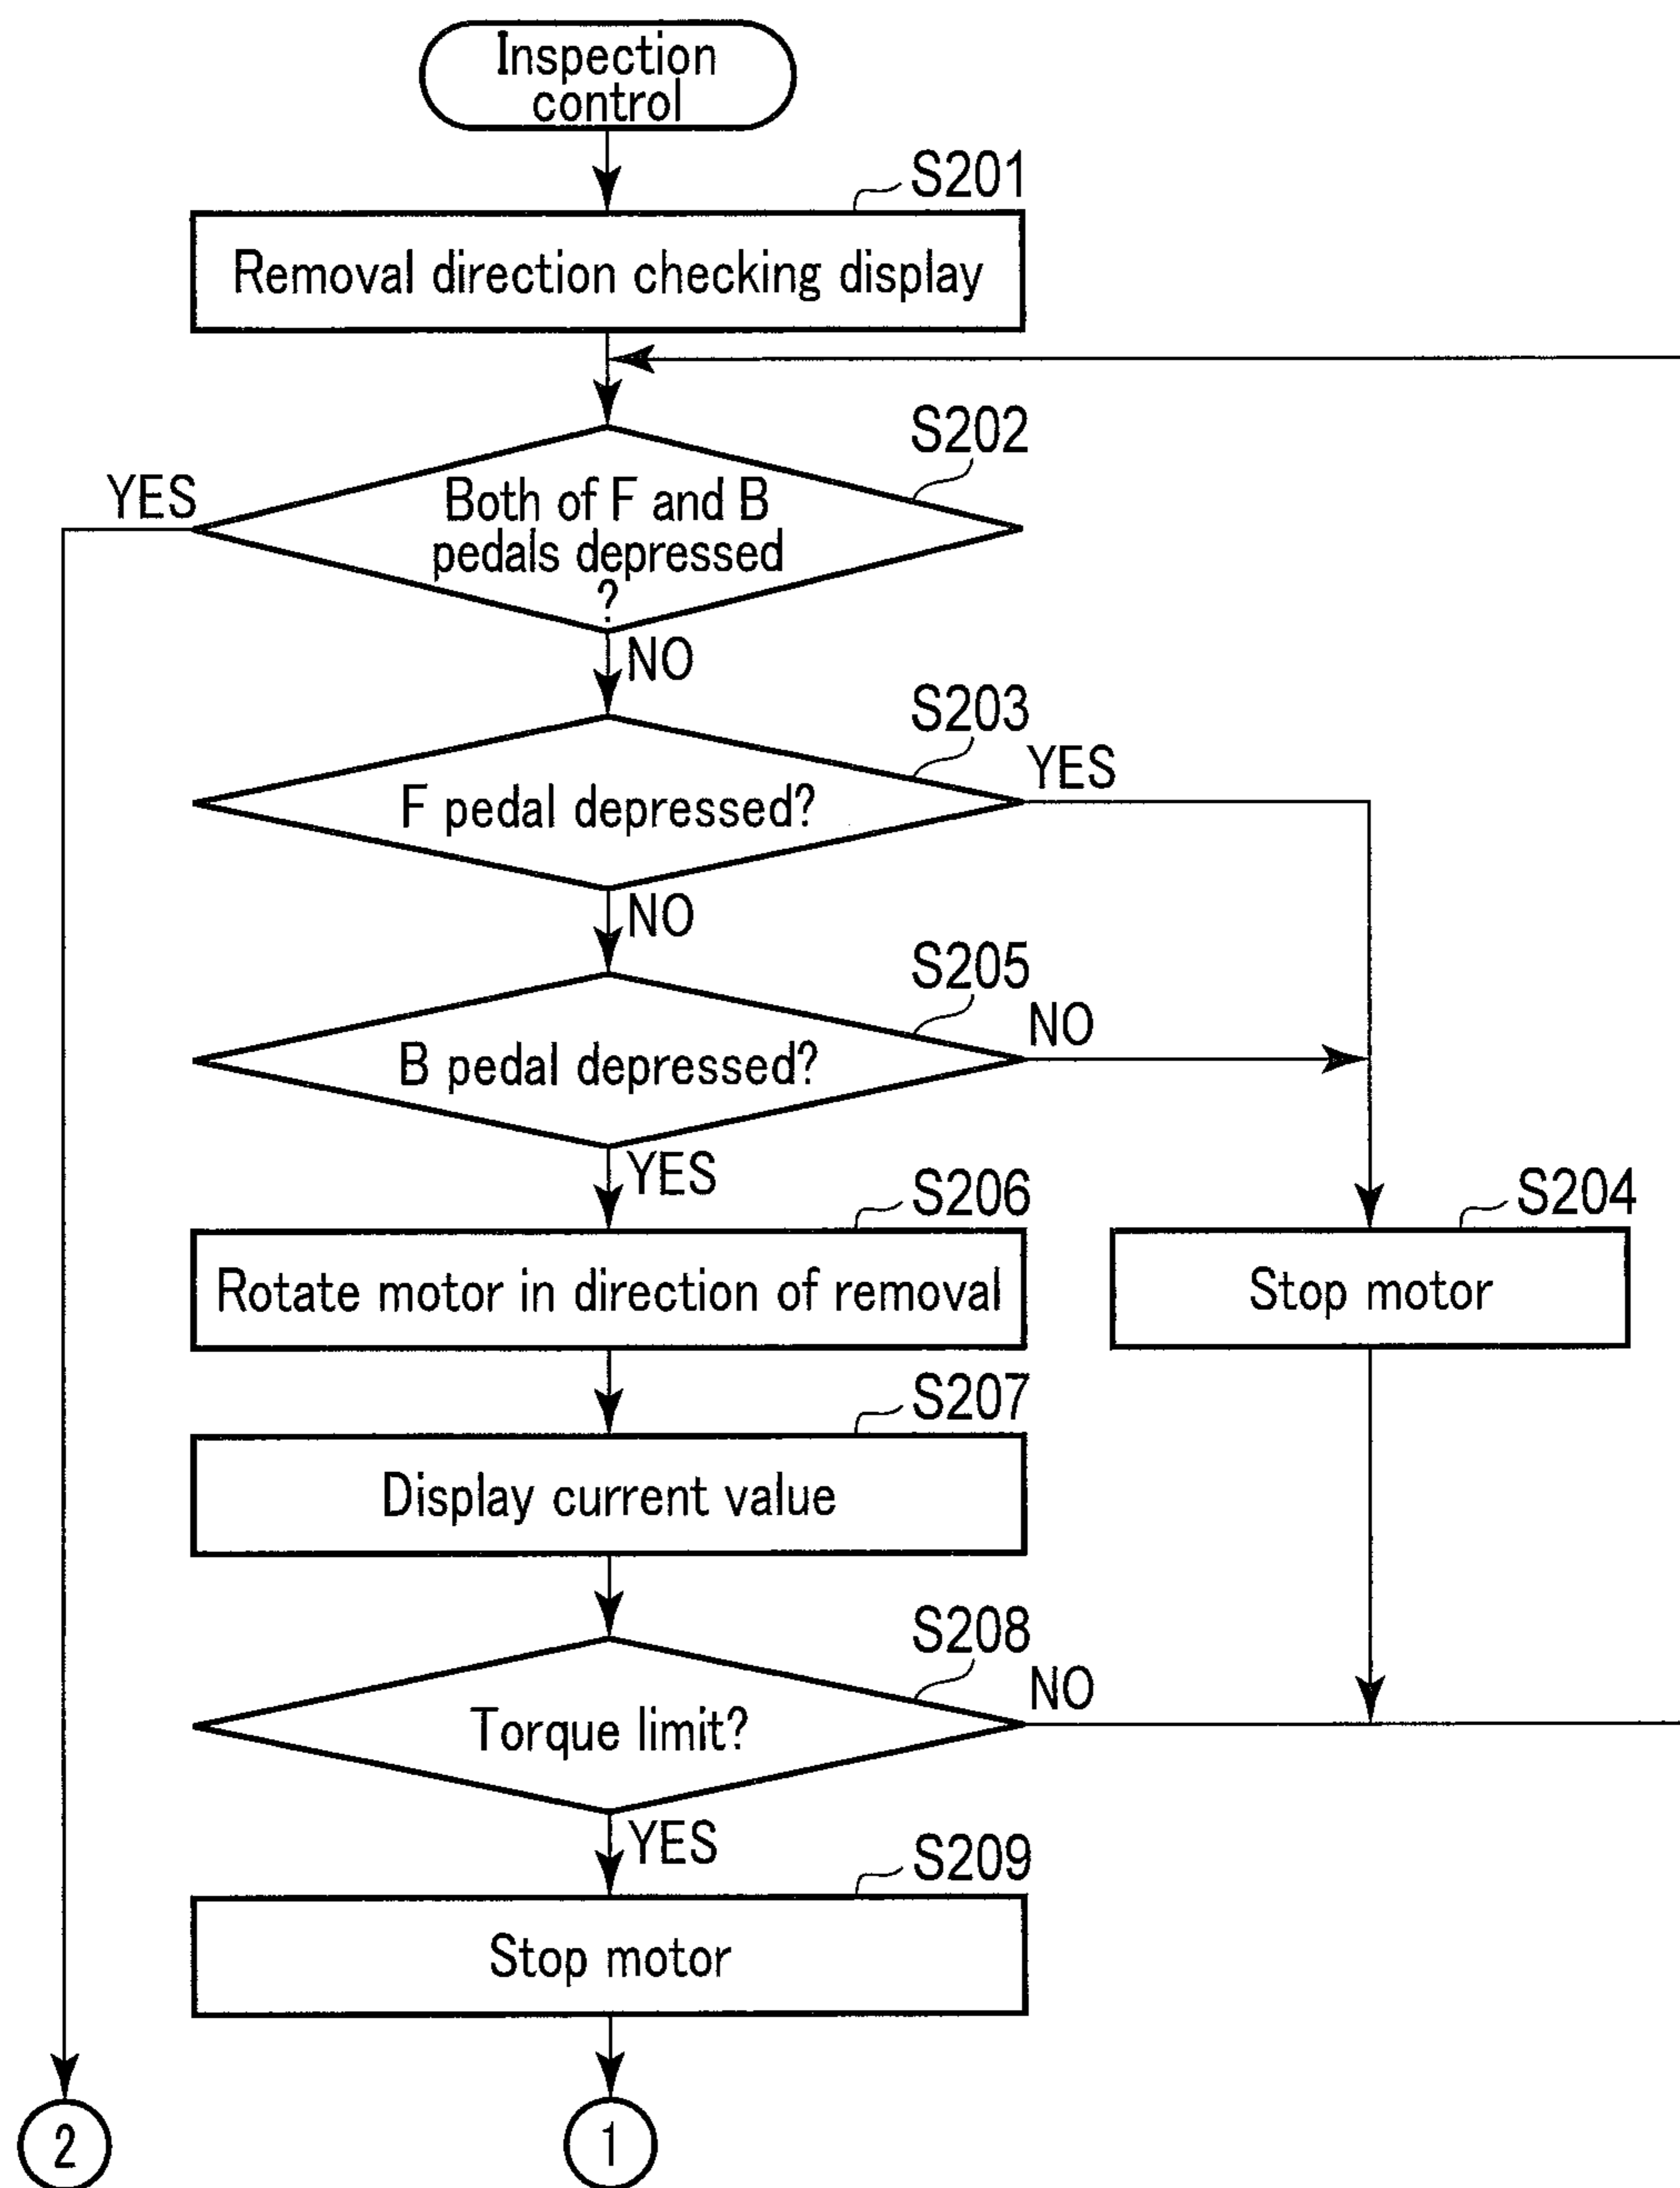 Inspection
control
S201
Removal direction checking display
S202
YES
Both of F and B
pedals depressed
?
NO
S203
YES
F pedal depressed?
NO
S205
NO
B pedal depressed?
YES
S206
S204
Rotate motor in direction of removal
Stop motor
S207
Display current value
S208
NO
Torque limit?
YES
S209
Stop motor
2
1